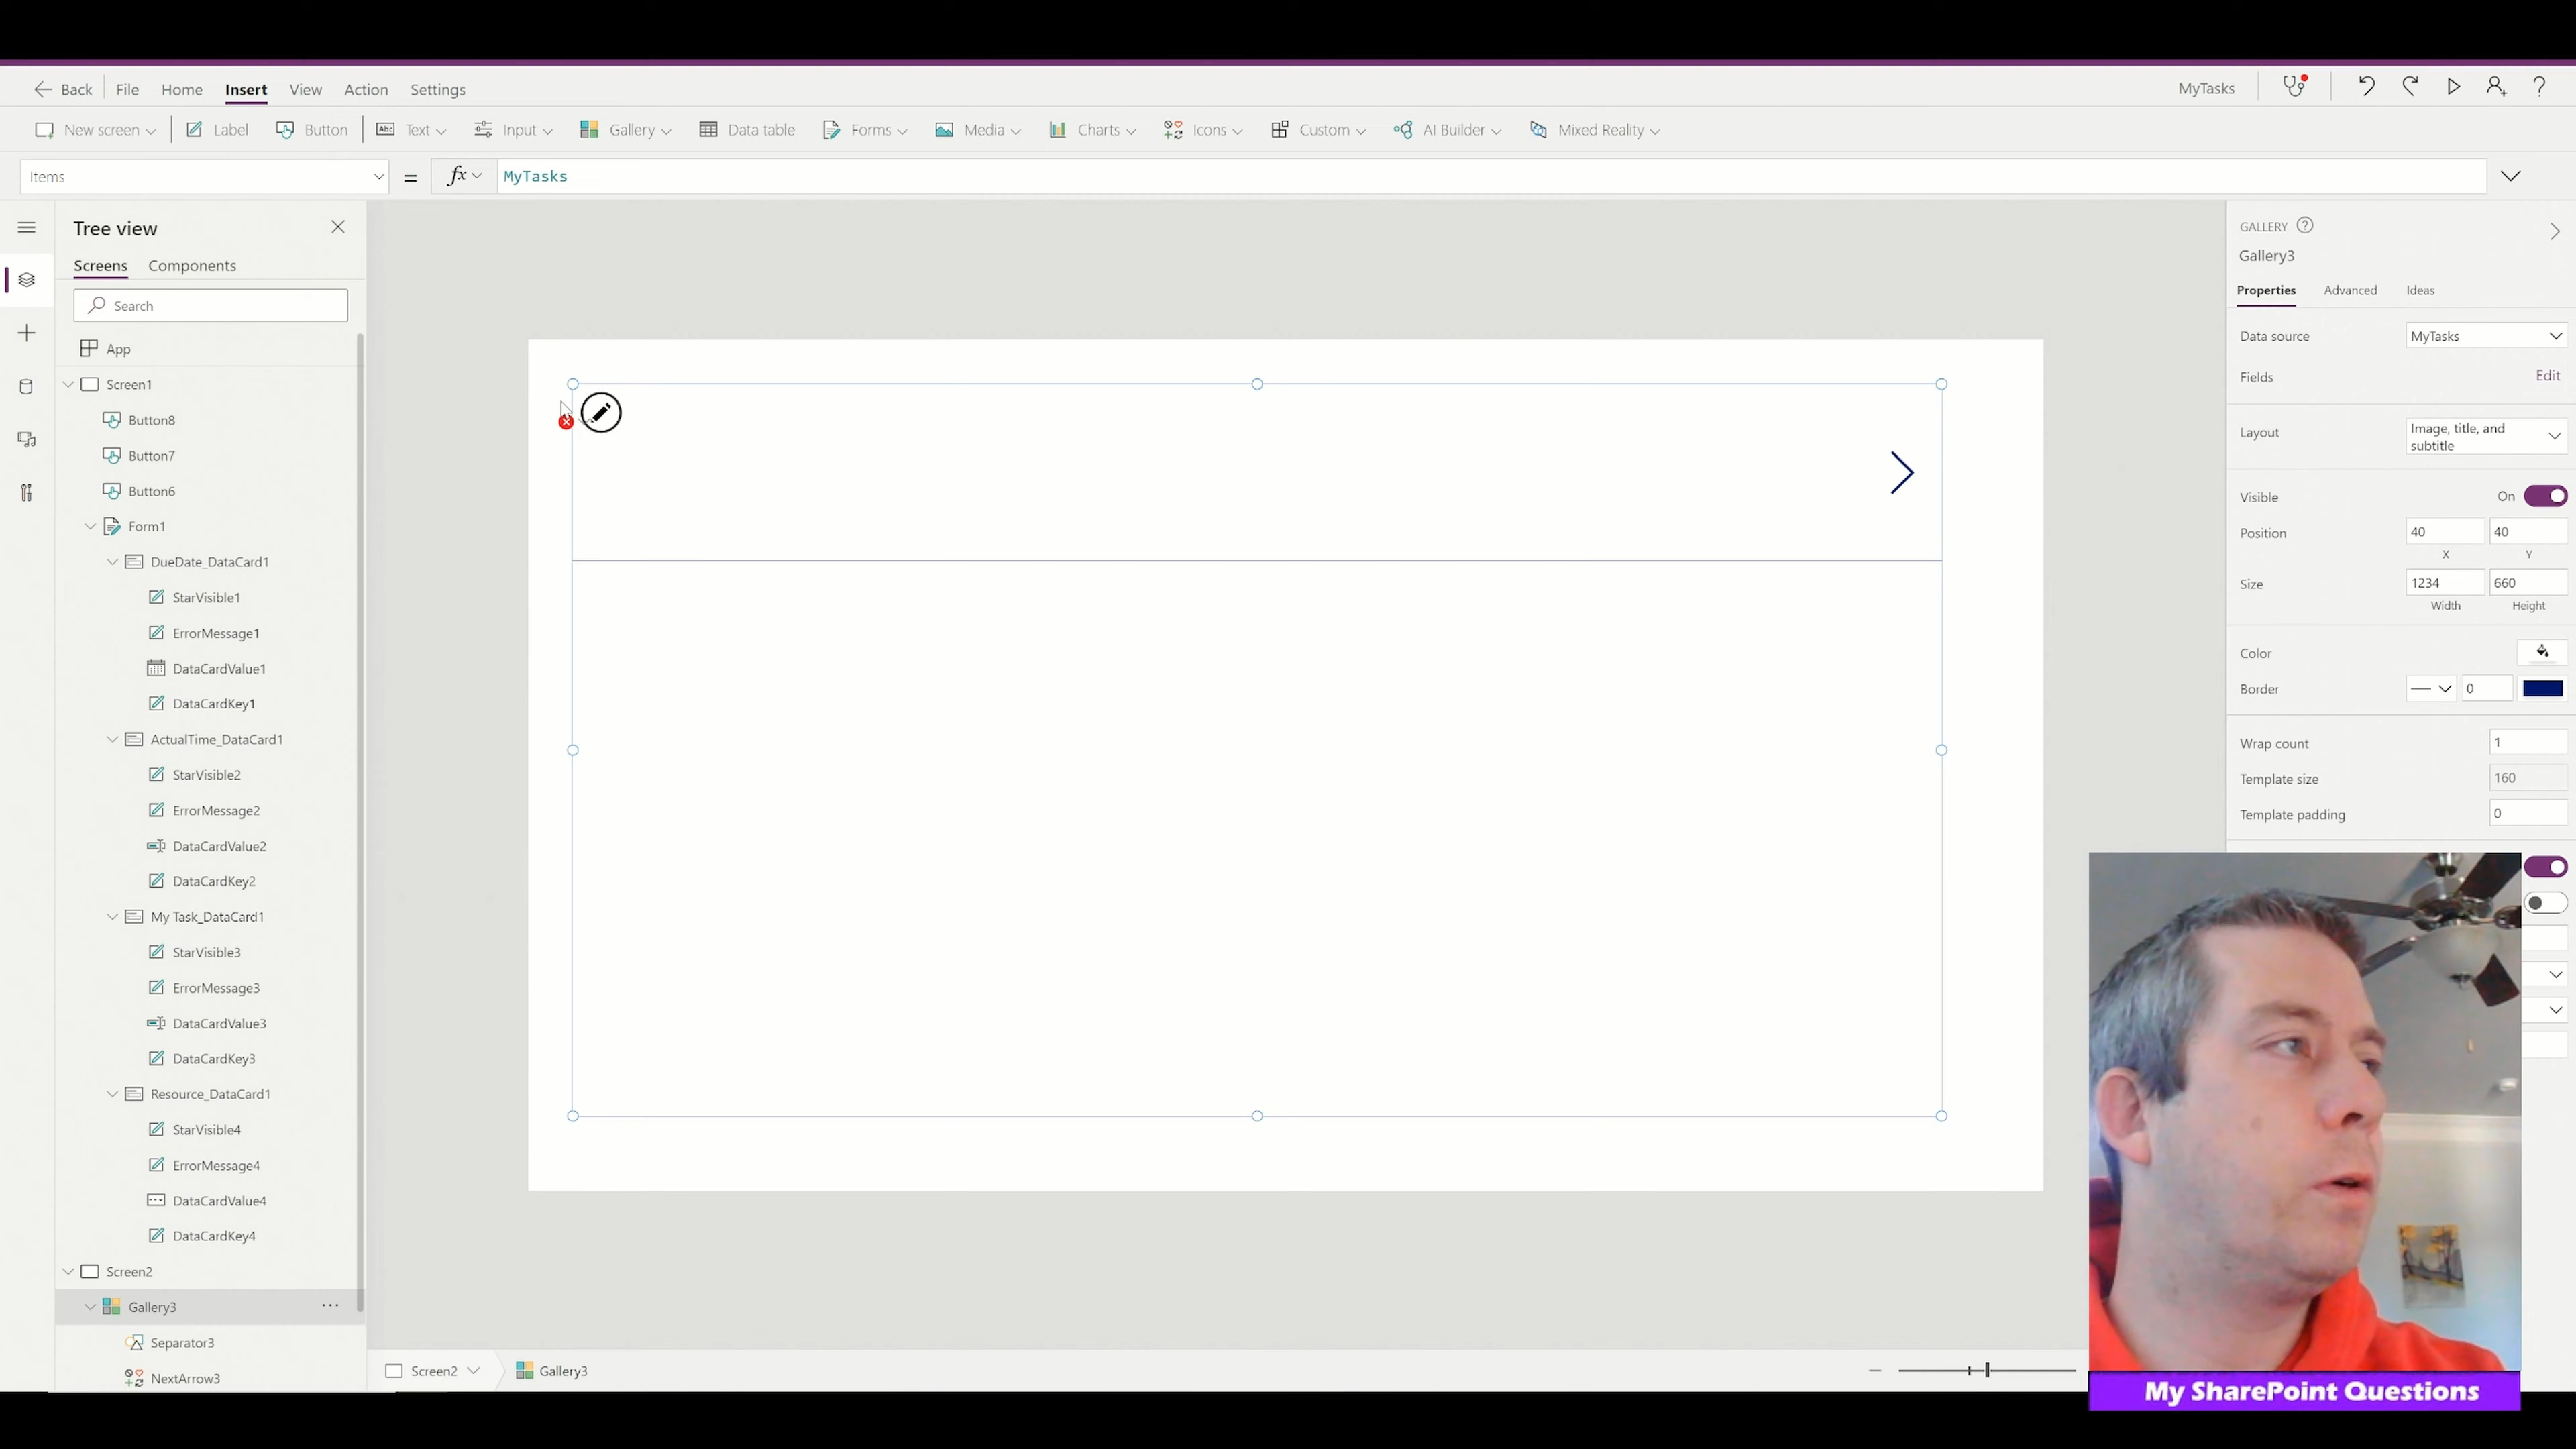 Back File Home Insert View Action Settings MyTasks ?
New screen Label Button Abc Text Input Gallery Data table Forms Media Charts Icons Custom AI Builder Mixed Reality
Items = fx MyTasks
Tree view
Screens Components
Search
App
Screen1
Button8
Button7
Button6
Form1
DueDate_DataCard1
StarVisible1
ErrorMessage1
DataCardValue1
DataCardKey1
ActualTime_DataCard1
StarVisible2
ErrorMessage2
DataCardValue2
DataCardKey2
My Task_DataCard1
StarVisible3
ErrorMessage3
DataCardValue3
DataCardKey3
Resource_DataCard1
StarVisible4
ErrorMessage4
DataCardValue4
DataCardKey4
Screen2
Gallery3 ...
Separator3
NextArrow3
Screen2 Gallery3
GALLERY ?
Gallery3
Properties Advanced Ideas
Data source MyTasks
Fields Edit
Layout Image, title, and
subtitle
Visible On
Position 40 40
X Y
Size 1234 660
Width Height
Color
Border 0
Wrap count 1
Template size 160
Template padding 0
My SharePoint Questions